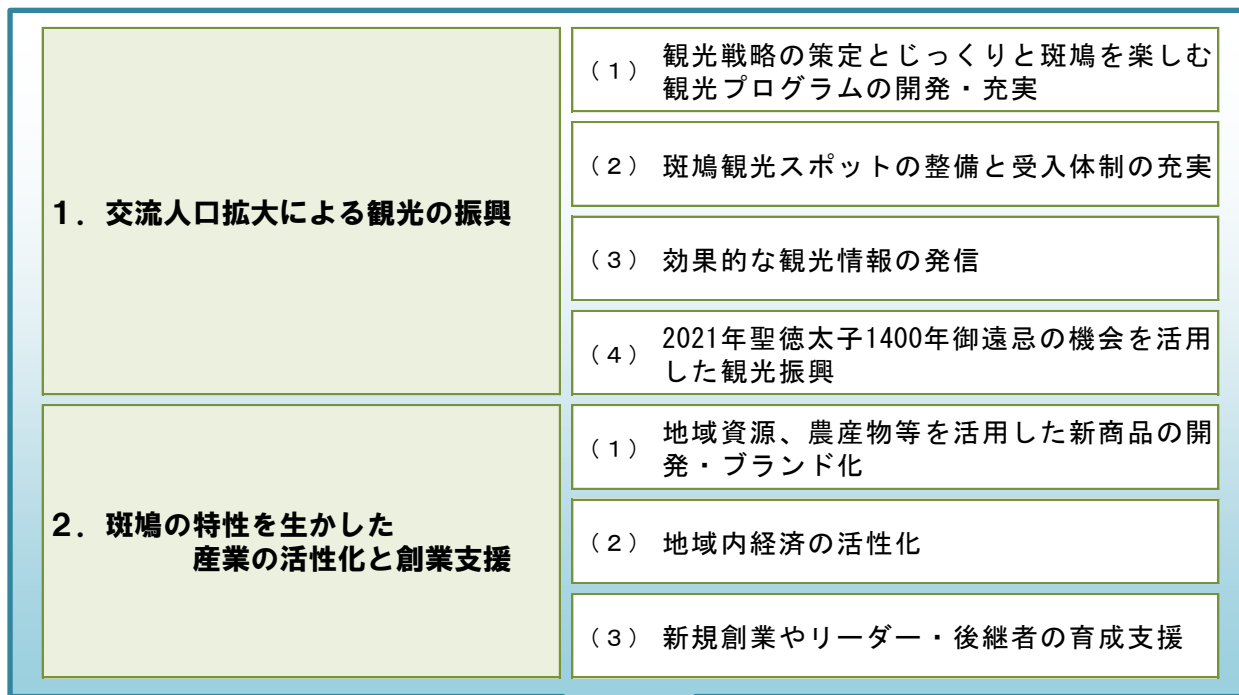 １．交流人口拡大による観光の振興
（１）観光戦略の策定とじっくりと斑鳩を楽しむ
観光プログラムの開発・充実
（２）斑鳩観光スポットの整備と受入体制の充実
（３）効果的な観光情報の発信
（４）2021年聖徳太子1400年御遠忌の機会を活用
した観光振興
２．斑鳩の特性を生かした
産業の活性化と創業支援
（１）地域資源、農産物等を活用した新商品の開
発・ブランド化
（２）地域内経済の活性化
（３）新規創業やリーダー・後継者の育成支援